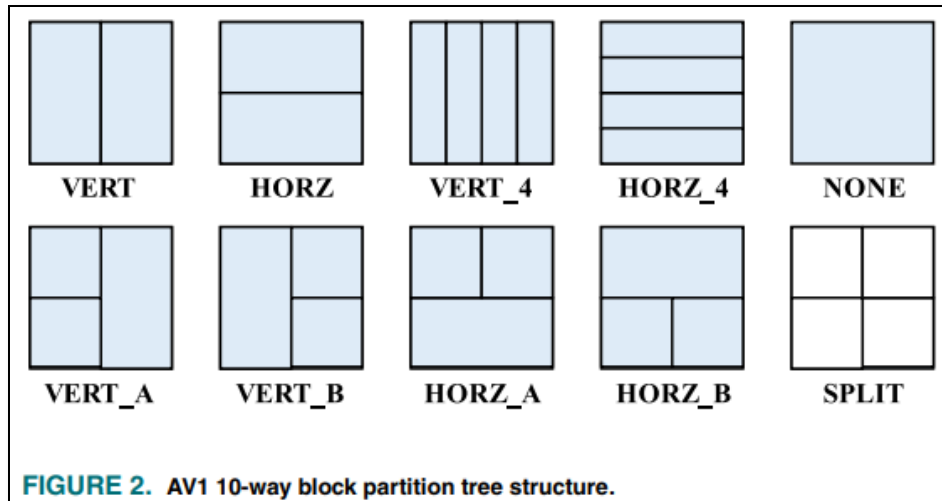 VERT HORZ VERT_4 HORZ_4 NONE
VERT_A VERT_B HORZ_A HORZ_B SPLIT
FIGURE 2. AV1 10-way block partition tree structure.